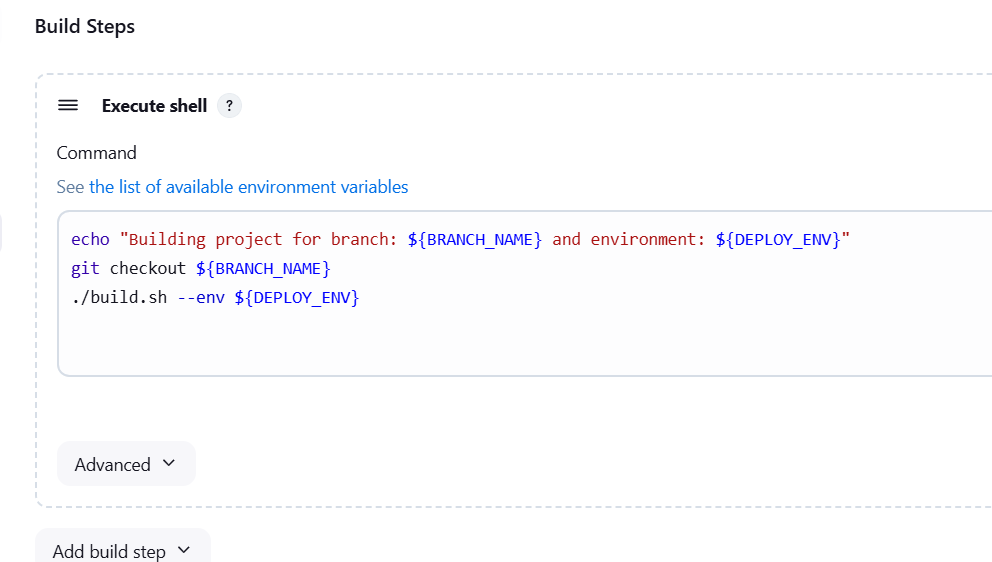 Build Steps
Execute shell ?
Command
See the list of available environment variables
echo "Building project for branch: ${BRANCH_NAME} and environment: ${DEPLOY_ENV}"
git checkout ${BRANCH_NAME}
./build.sh --env ${DEPLOY_ENV}
Advanced
Add build step